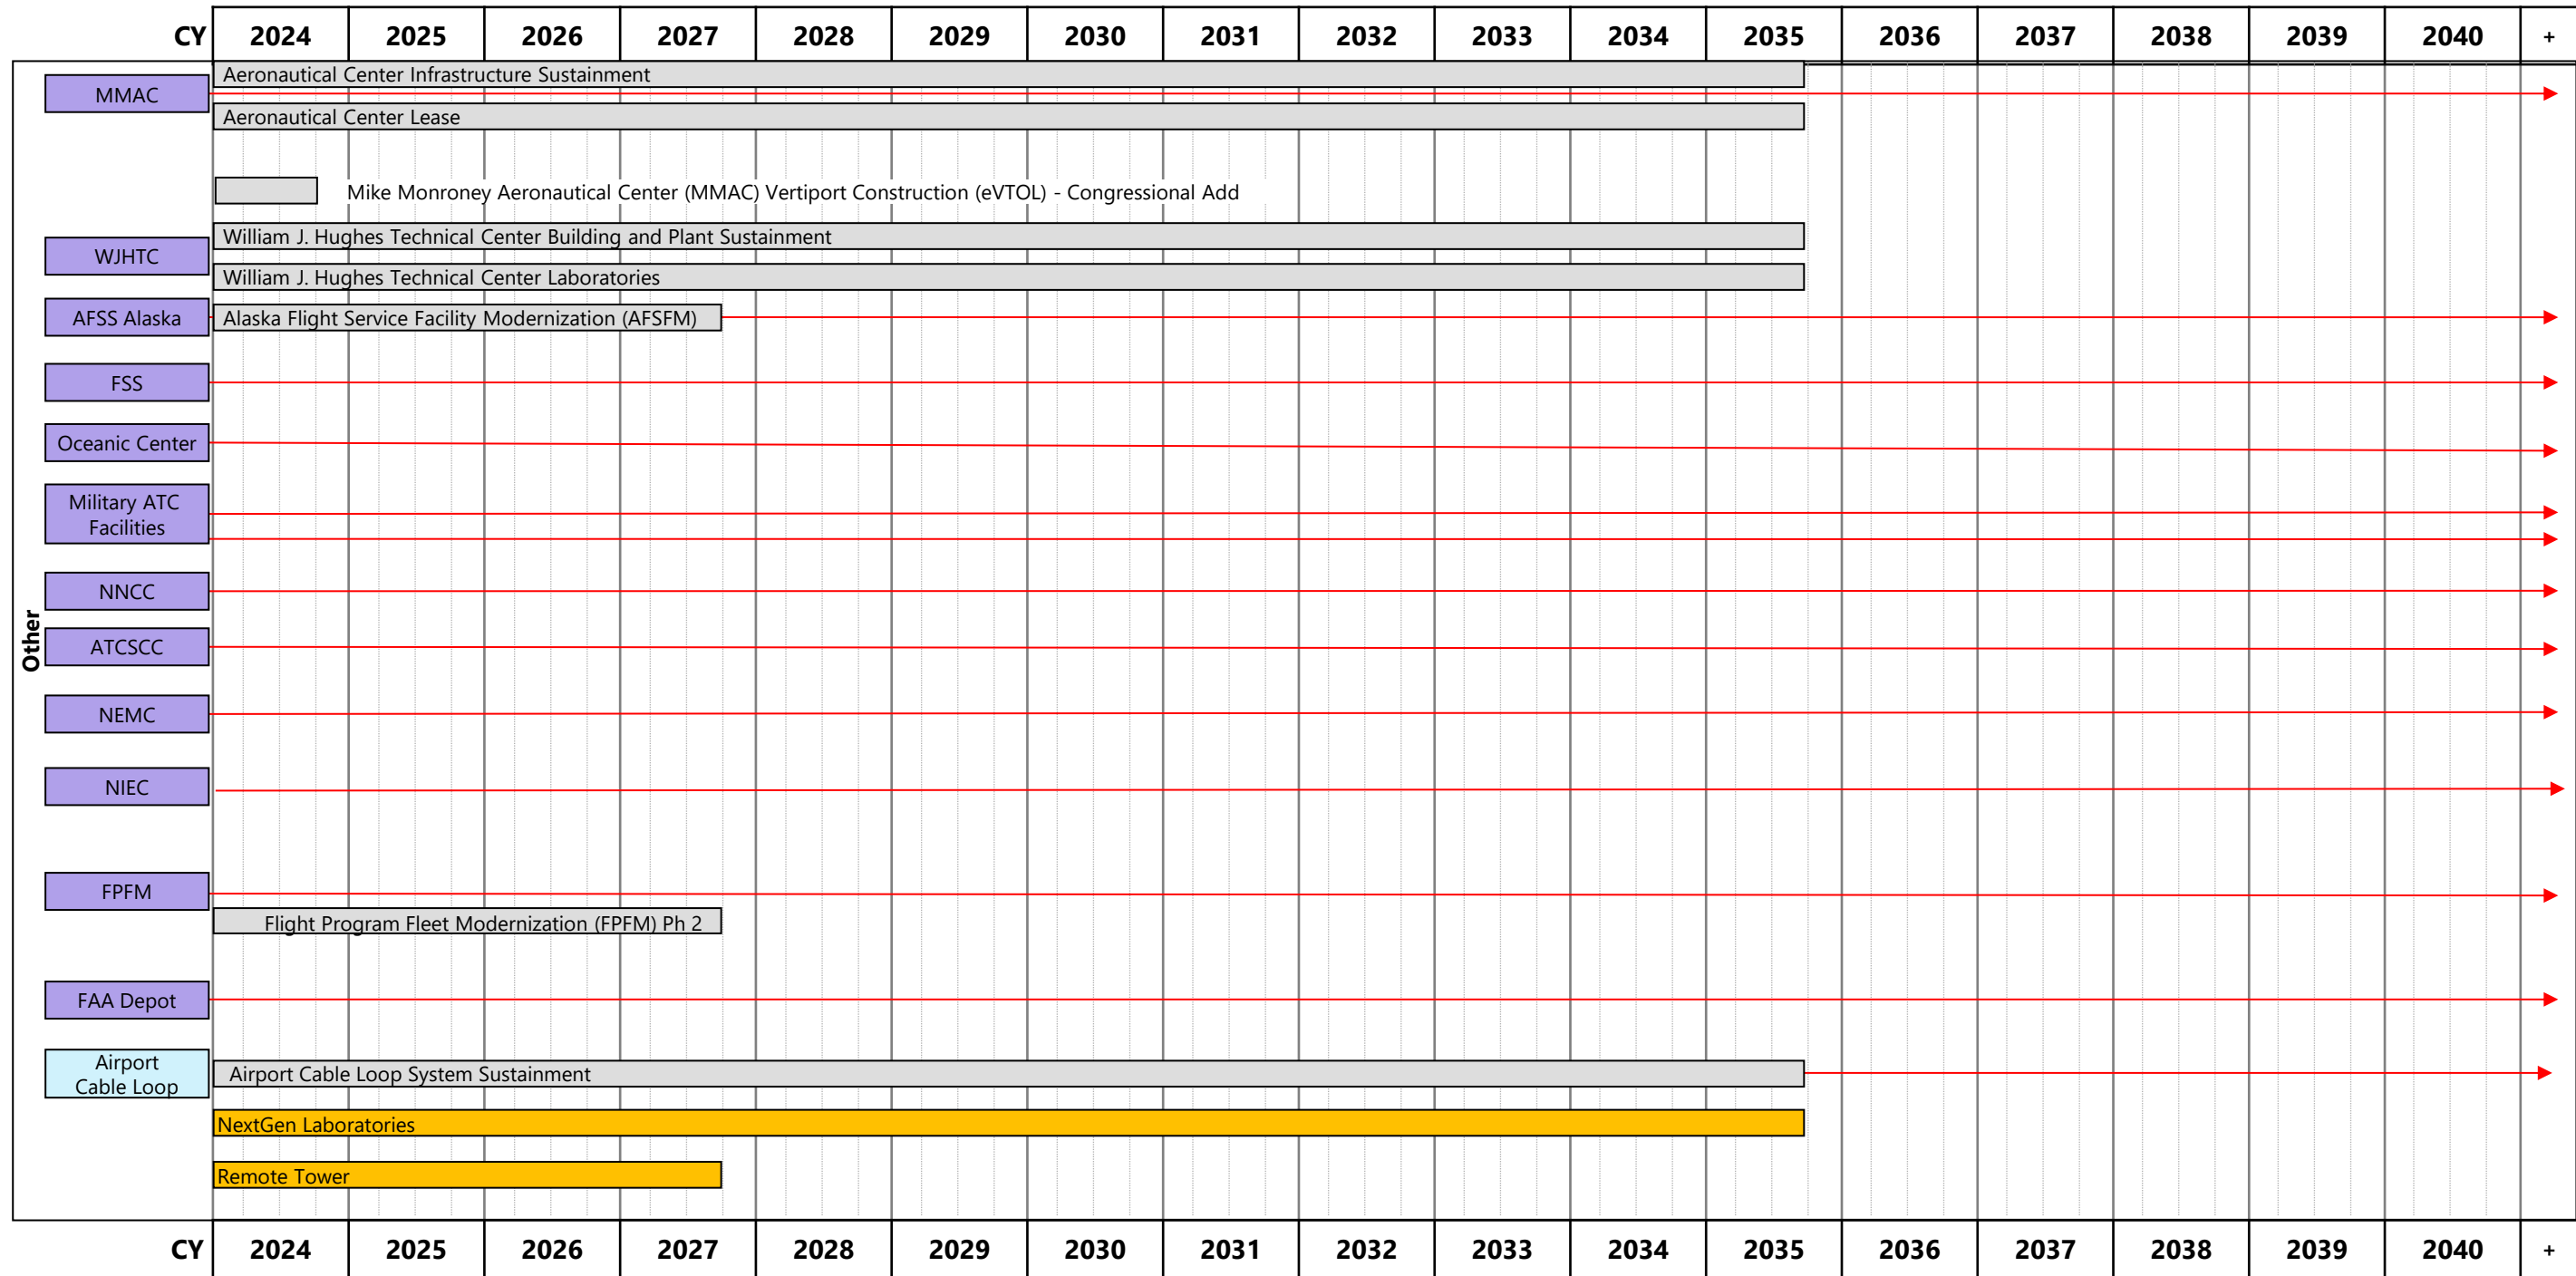 CY 2024 2025 2026 2027 2028 2029 2030 2031 2032 2033 2034 2035 2036 2037 2038 2039 2040 +
Other
MMAC
Aeronautical Center Infrastructure Sustainment
Aeronautical Center Lease
Mike Monroney Aeronautical Center (MMAC) Vertiport Construction (eVTOL) - Congressional Add
WJHTC
William J. Hughes Technical Center Building and Plant Sustainment
William J. Hughes Technical Center Laboratories
AFSS Alaska
Alaska Flight Service Facility Modernization (AFSFM)
FSS
Oceanic Center
Military ATC
Facilities
NNCC
ATCSCC
NEMC
NIEC
FPFM
Flight Program Fleet Modernization (FPFM) Ph 2
FAA Depot
Airport
Cable Loop
Airport Cable Loop System Sustainment
NextGen Laboratories
Remote Tower
CY 2024 2025 2026 2027 2028 2029 2030 2031 2032 2033 2034 2035 2036 2037 2038 2039 2040 +